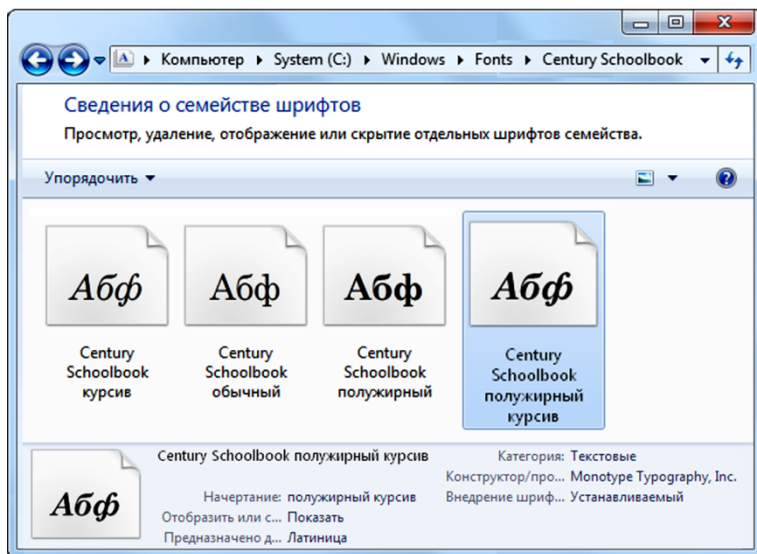 Компьютер ▸ System (C:) ▸ Windows ▸ Fonts ▸ Century Schoolbook
Сведения о семействе шрифтов
Просмотр, удаление, отображение или скрытие отдельных шрифтов семейства.
Упорядочить
Абф
Абф
Абф
Абф
Century
Schoolbook
курсив
Century
Schoolbook
обычный
Century
Schoolbook
полужирный
Century
Schoolbook
полужирный
курсив
Абф
Century Schoolbook полужирный курсив
Начертание: полужирный курсив
Отобразить или с... Показать
Предназначено д... Латиница
Категория: Текстовые
Конструктор/про... Monotype Typography, Inc.
Внедрение шриф... Устанавливаемый